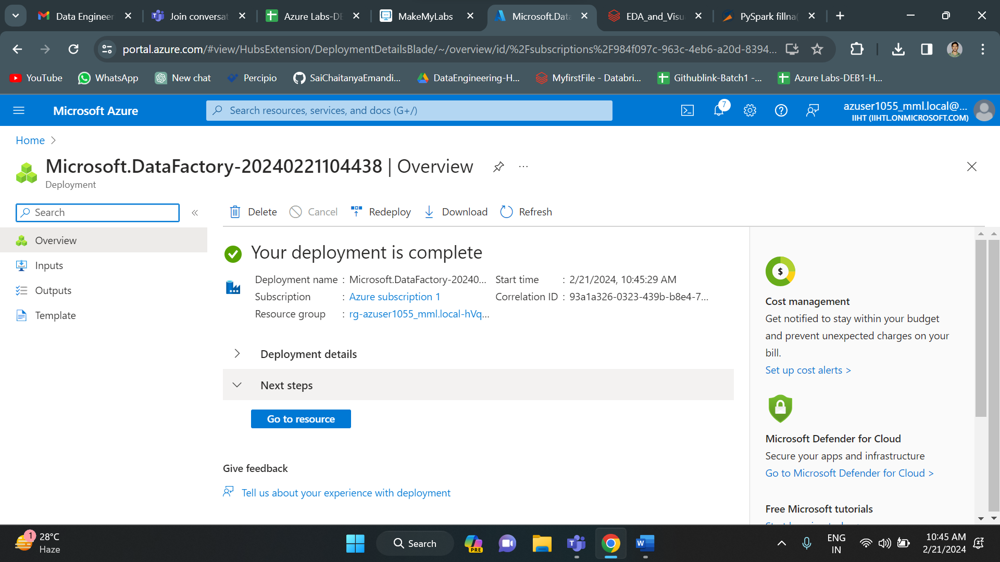 Data Engineer
Join conversat
Azure Labs-DE
MakeMyLabs
Microsoft.Data
EDA_and_Visu
PySpark fillna(
portal.azure.com/#view/HubsExtension/DeploymentDetailsBlade/~/overview/id/%2Fsubscriptions%2F984f097c-963c-4eb6-a20d-8394...
YouTube
WhatsApp
New chat
Percipio
SaiChaitanyaEmandi...
DataEngineering-H...
MyfirstFile - Databri...
Githublink-Batch1 -...
Azure Labs-DEB1-H...
Microsoft Azure
Search resources, services, and docs (G+/)
7
azuser1055_mml.local@...
IIHT (IIHTL.ONMICROSOFT.COM)
Home
Microsoft.DataFactory-20240221104438 | Overview
Deployment
Search
Overview
Inputs
Outputs
Template
Delete
Cancel
Redeploy
Download
Refresh
Your deployment is complete
Deployment name : Microsoft.DataFactory-20240...
Subscription : Azure subscription 1
Resource group : rg-azuser1055_mml.local-hVq...
Start time : 2/21/2024, 10:45:29 AM
Correlation ID : 93a1a326-0323-439b-b8e4-7...
Deployment details
Next steps
Go to resource
Give feedback
Tell us about your experience with deployment
$
Cost management
Get notified to stay within your budget
and prevent unexpected charges on your
bill.
Set up cost alerts >
Microsoft Defender for Cloud
Secure your apps and infrastructure
Go to Microsoft Defender for Cloud >
Free Microsoft tutorials
1
28°C
Haze
Search
PRE
ENG
IN
10:45 AM
2/21/2024